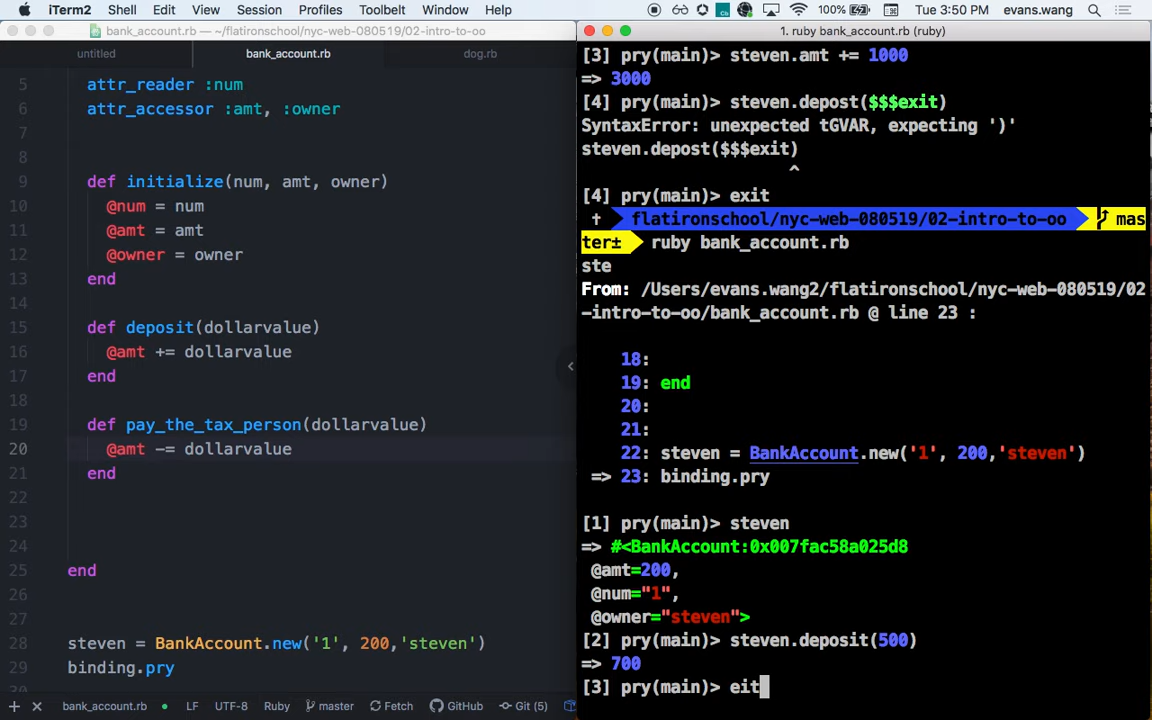 iTerm2 Shell Edit View Session Profiles Toolbelt Window Help 100% Tue 3:50 PM evans.wang
bank_account.rb — ~/flatironschool/nyc-web-080519/02-intro-to-oo
untitled bank_account.rb dog.rb
5 attr_reader :num
6 attr_accessor :amt, :owner
7
8
9 def initialize(num, amt, owner)
10 @num = num
11 @amt = amt
12 @owner = owner
13 end
14
15 def deposit(dollarvalue)
16 @amt += dollarvalue
17 end
18
19 def pay_the_tax_person(dollarvalue)
20 @amt -= dollarvalue
21 end
22
23
24
25 end
26
27
28 steven = BankAccount.new('1', 200,'steven')
29 binding.pry
bank_account.rb LF UTF-8 Ruby master Fetch GitHub Git (5)
1. ruby bank_account.rb (ruby)
[3] pry(main)> steven.amt += 1000
=> 3000
[4] pry(main)> steven.depost($$$exit)
SyntaxError: unexpected tGVAR, expecting ')'
steven.depost($$$exit)
^
[4] pry(main)> exit
flatironschool/nyc-web-080519/02-intro-to-oo mas
ter± ruby bank_account.rb
ste
From: /Users/evans.wang2/flatironschool/nyc-web-080519/02
-intro-to-oo/bank_account.rb @ line 23 :
18:
19: end
20:
21:
22: steven = BankAccount.new('1', 200,'steven')
=> 23: binding.pry
[1] pry(main)> steven
=> #<BankAccount:0x007fac58a025d8
@amt=200,
@num="1",
@owner="steven">
[2] pry(main)> steven.deposit(500)
=> 700
[3] pry(main)> eit